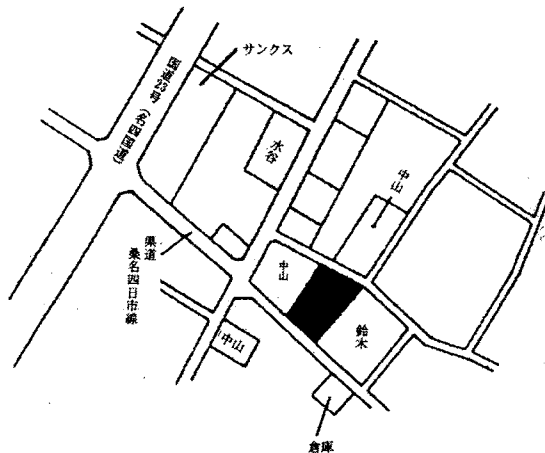 サンクス
国道23号(名四国道)
水谷
中山
県道
桑名四日市線
中山
鈴木
中山
倉庫